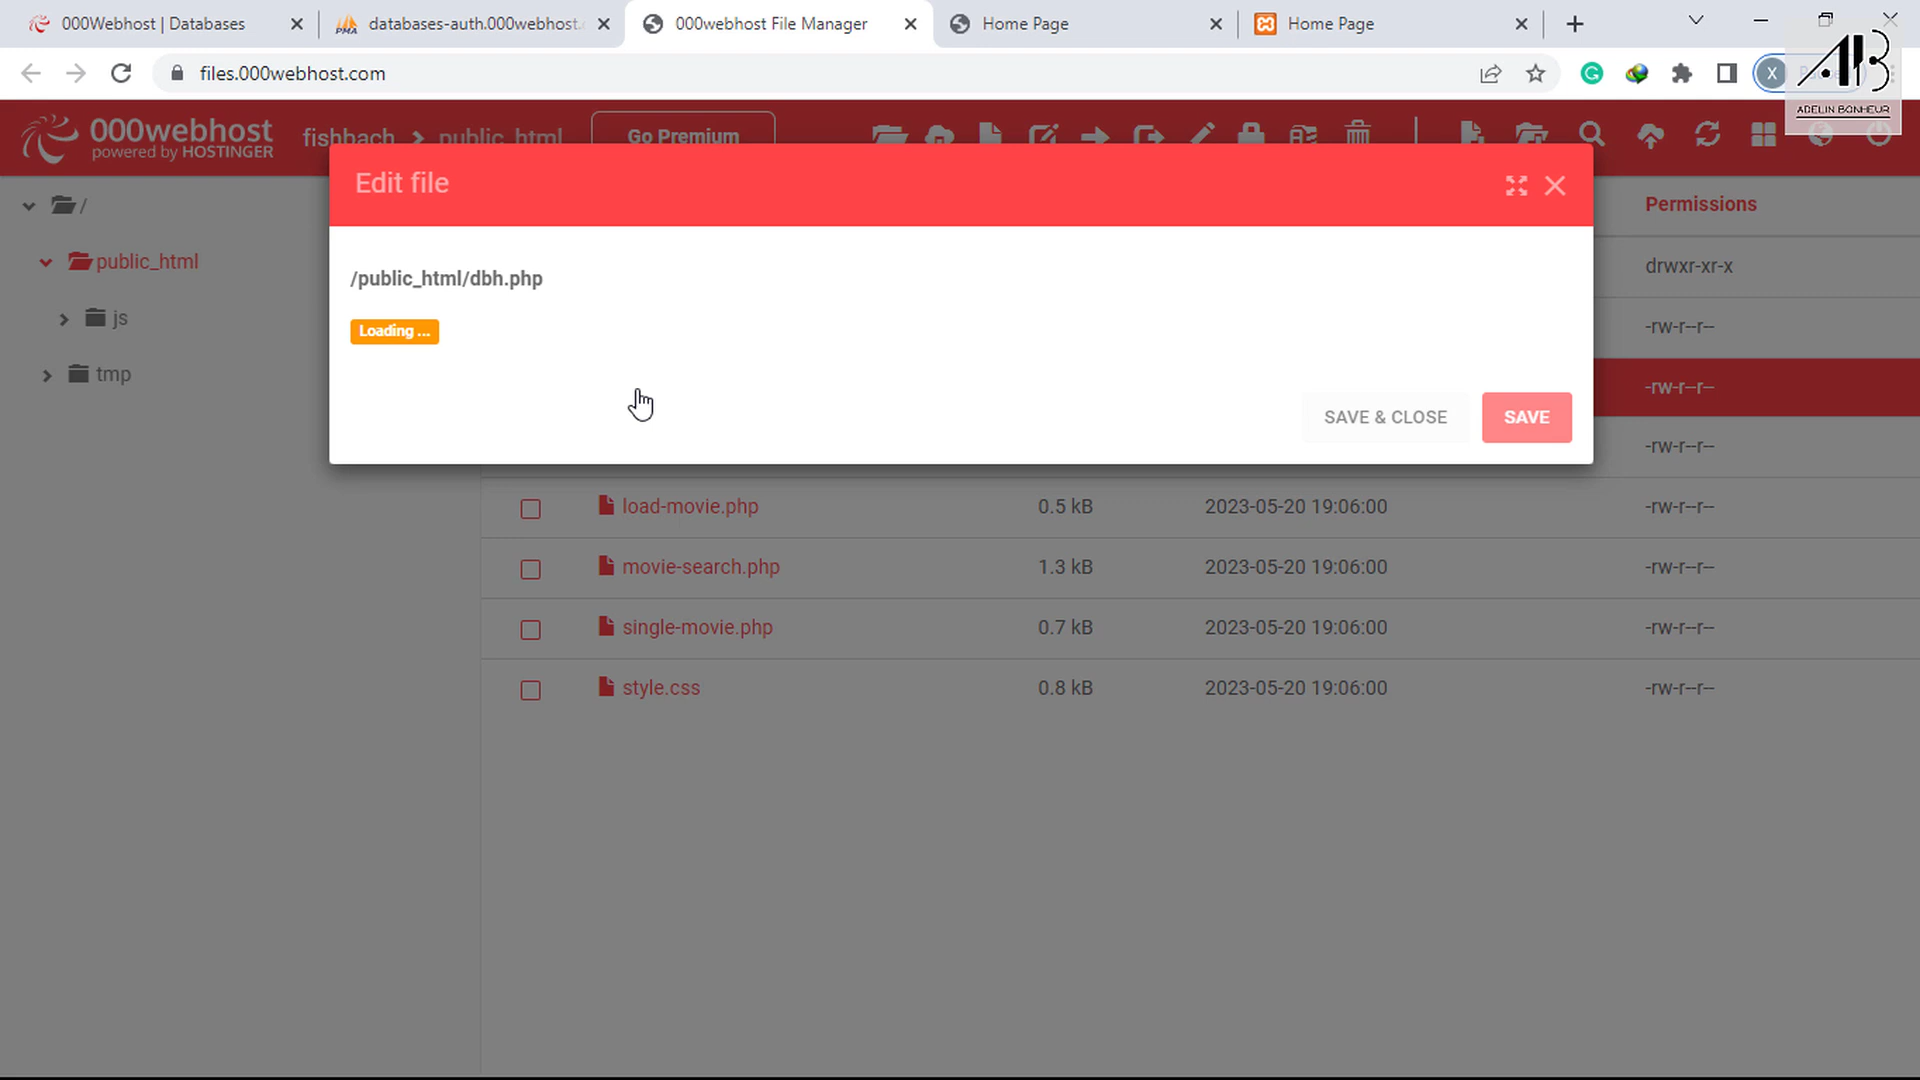 000Webhost | Databases
PMA
databases-auth.000webhost.
000webhost File Manager
Home Page
Home Page
files.000webhost.com
X
AB
ADELIN BONHEUR
000webhost
powered by HOSTINGER
fishbach > public_html
Go Premium
Edit file
/public_html/dbh.php
Loading ...
SAVE & CLOSE
SAVE
/
public_html
js
tmp
Permissions
drwxr-xr-x
-rw-r--r--
-rw-r--r--
-rw-r--r--
load-movie.php 0.5 kB 2023-05-20 19:06:00 -rw-r--r--
movie-search.php 1.3 kB 2023-05-20 19:06:00 -rw-r--r--
single-movie.php 0.7 kB 2023-05-20 19:06:00 -rw-r--r--
style.css 0.8 kB 2023-05-20 19:06:00 -rw-r--r--